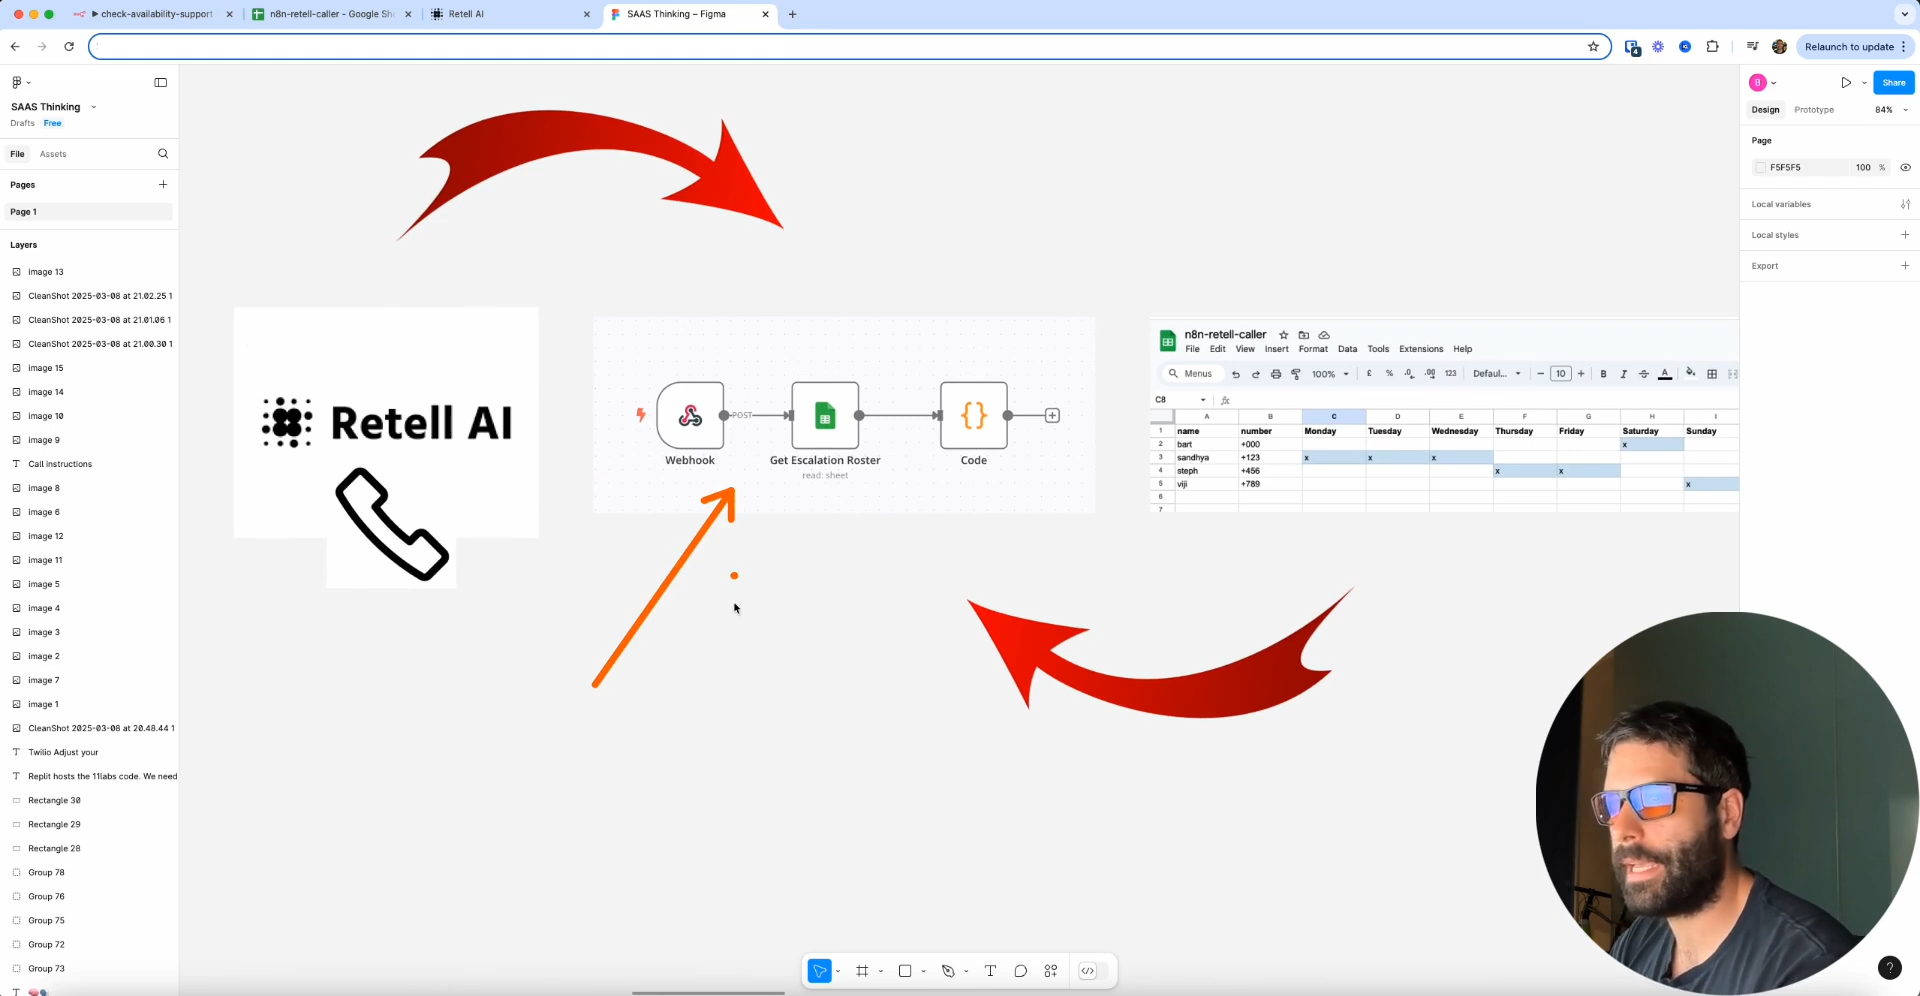 check-availability-support
n8n-retell-caller - Google Sh
Retell AI
SAAS Thinking – Figma
Relaunch to update
SAAS Thinking
Drafts Free
File Assets
Pages
Page 1
Layers
image 13
CleanShot 2025-03-08 at 21.02.25 1
CleanShot 2025-03-08 at 21.01.06 1
CleanShot 2025-03-08 at 21.00.30 1
image 15
image 14
image 10
image 9
Call instructions
image 8
image 6
image 12
image 11
image 5
image 4
image 3
image 2
image 7
image 1
CleanShot 2025-03-08 at 20.48.44 1
Twilio Adjust your
Replit hosts the 11labs code. We need
Rectangle 30
Rectangle 29
Rectangle 28
Group 78
Group 76
Group 75
Group 72
Group 73
Retell AI
POST
Webhook
Get Escalation Roster
read: sheet
Code
n8n-retell-caller
File Edit View Insert Format Data Tools Extensions Help
Menus 100% £ % .0 .00 123 Defaul... 10 B I A
C8 fx
A B C D E F G H I
1 name number Monday Tuesday Wednesday Thursday Friday Saturday Sunday
2 bart +000 x
3 sandhya +123 x x x
4 steph +456 x x
5 viji +789 x
6
7
B
Share
Design Prototype 84%
Page
F5F5F5 100 %
Local variables
Local styles
Export
?